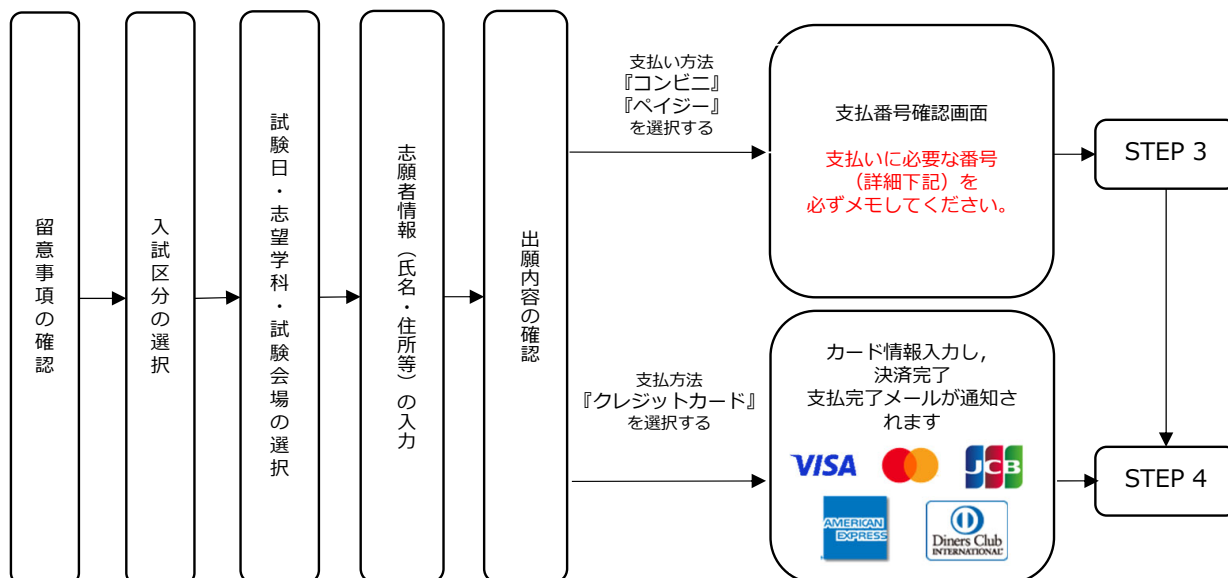 留意事項の確認
入試区分の選択
試験日・志望学科・試験会場の選択
志願者情報（氏名・住所等）の入力
出願内容の確認
支払い方法
『コンビニ』
『ペイジー』
を選択する
支払番号確認画面
支払いに必要な番号
（詳細下記）を
必ずメモしてください。
STEP 3
支払方法
『クレジットカード』
を選択する
カード情報入力し，
決済完了
支払完了メールが通知さ
れます
VISA
JCB
AMERICAN
EXPRESS
Diners Club
INTERNATIONAL
STEP 4